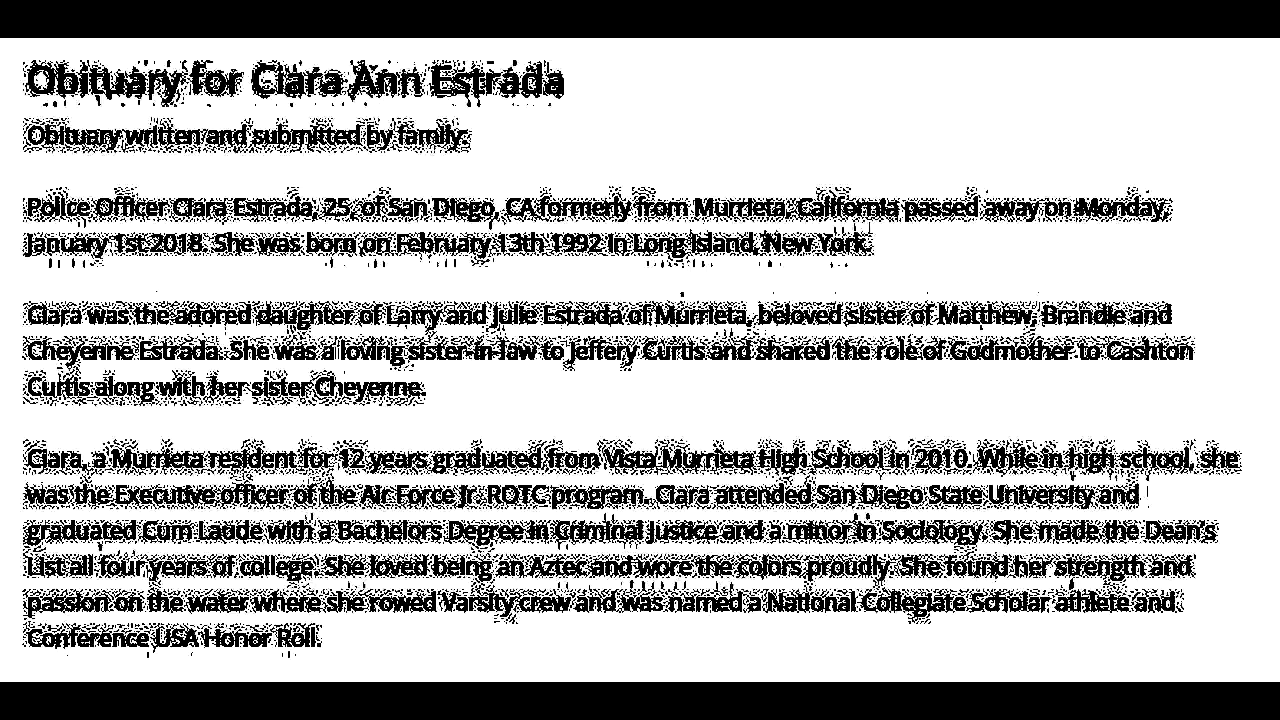 Obituary for Ciara Ann Estrada
Obituary written and submitted by family:
Police Officer Ciara Estrada, 25, of San Diego, CA formerly from Murrieta, California passed away on Monday,
January 1st 2018. She was born on February 13th 1992 in Long Island, New York.
Ciara was the adored daughter of Larry and Julie Estrada of Murrieta, beloved sister of Matthew, Brandie and
Cheyenne Estrada. She was a loving sister-in-law to Jeffery Curtis and shared the role of Godmother to Cashton
Curtis along with her sister Cheyenne.
Ciara, a Murrieta resident for 12 years graduated from Vista Murrieta High School in 2010. While in high school, she
was the Executive officer of the Air Force Jr. ROTC program. Ciara attended San Diego State University and
graduated Cum Laude with a Bachelors Degree in Criminal Justice and a minor in Sociology. She made the Dean's
List all four years of college. She loved being an Aztec and wore the colors proudly. She found her strength and
passion on the water where she rowed Varsity crew and was named a National Collegiate Scholar athlete and
Conference USA Honor Roll.